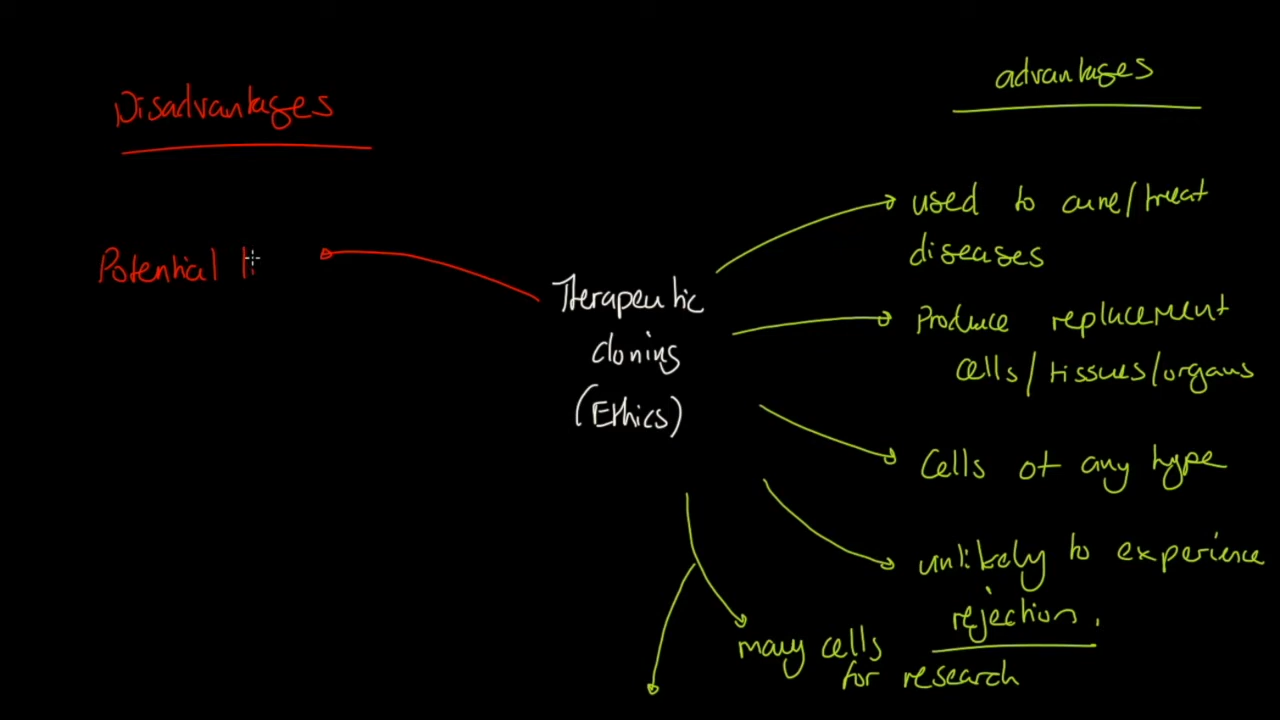 Disadvantages
Potential
Therapeutic
cloning
(Ethics)
advantages
used to cure/treat
diseases
Produce replacement
cells/tissues/organs
Cells of any type
unlikely to experience
rejection.
many cells
for research